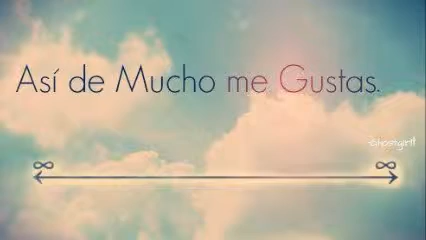 Así de Mucho me Gustas.
∞ ∞